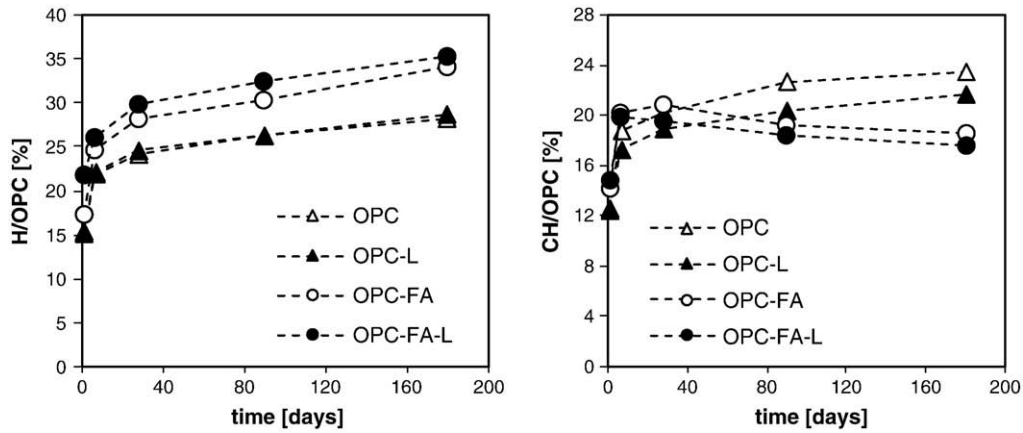 40
35
30
25
20
15
10
5
0
H/OPC [%]
OPC
OPC-L
OPC-FA
OPC-FA-L
0 40 80 120 160 200
time [days]
28
24
20
16
12
8
4
0
CH/OPC [%]
OPC
OPC-L
OPC-FA
OPC-FA-L
0 40 80 120 160 200
time [days]